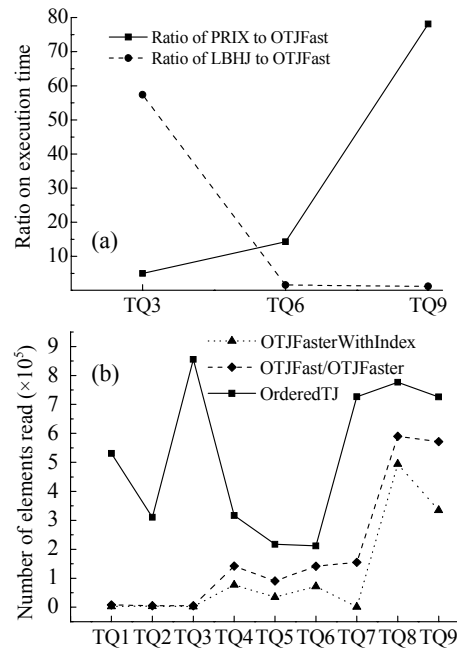 80
70
60
50
40
30
20
10
Ratio on execution time
Ratio of PRIX to OTJFast
Ratio of LBHJ to OTJFast
(a)
TQ3 TQ6 TQ9
9
8
7
6
5
4
3
2
1
0
Number of elements read (×10⁵)
(b)
OTJFasterWithIndex
OTJFast/OTJFaster
OrderedTJ
TQ1 TQ2 TQ3 TQ4 TQ5 TQ6 TQ7 TQ8 TQ9